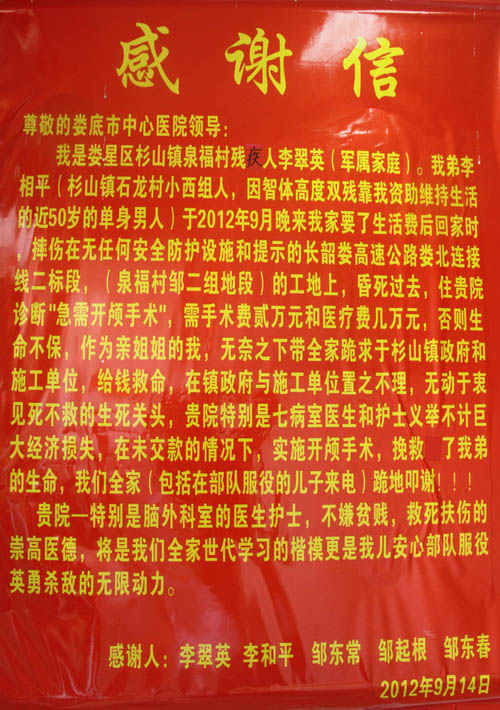 感谢信
尊敬的娄底市中心医院领导：
我是娄星区杉山镇泉福村残疾人李翠英（军属家庭）。我弟李
相平（杉山镇石龙村小西组人，因智体高度双残靠我资助维持生活
的近50岁的单身男人）于2012年9月晚来我家要了生活费后回家时
，摔伤在无任何安全防护设施和提示的长韶娄高速公路娄北连接
线二标段，（泉福村邹二组地段）的工地上，昏死过去，住贵院
诊断"急需开颅手术"，需手术费贰万元和医疗费几万元，否则生
命不保，作为亲姐姐的我，无奈之下带全家跪求于杉山镇政府和
施工单位，给钱救命，在镇政府与施工单位置之不理，无动于衷
见死不救的生死关头，贵院特别是七病室医生和护士义举不计巨
大经济损失，在未交款的情况下，实施开颅手术，挽救 了我弟
的生命，我们全家（包括在部队服役的儿子来电）跪地叩谢！！！
贵院—特别是脑外科室的医生护士，不嫌贫贱，救死扶伤的
崇高医德，将是我们全家世代学习的楷模更是我儿安心部队服役
英勇杀敌的无限动力。
感谢人：李翠英 李和平 邹东常 邹起根 邹东春
2012年9月14日